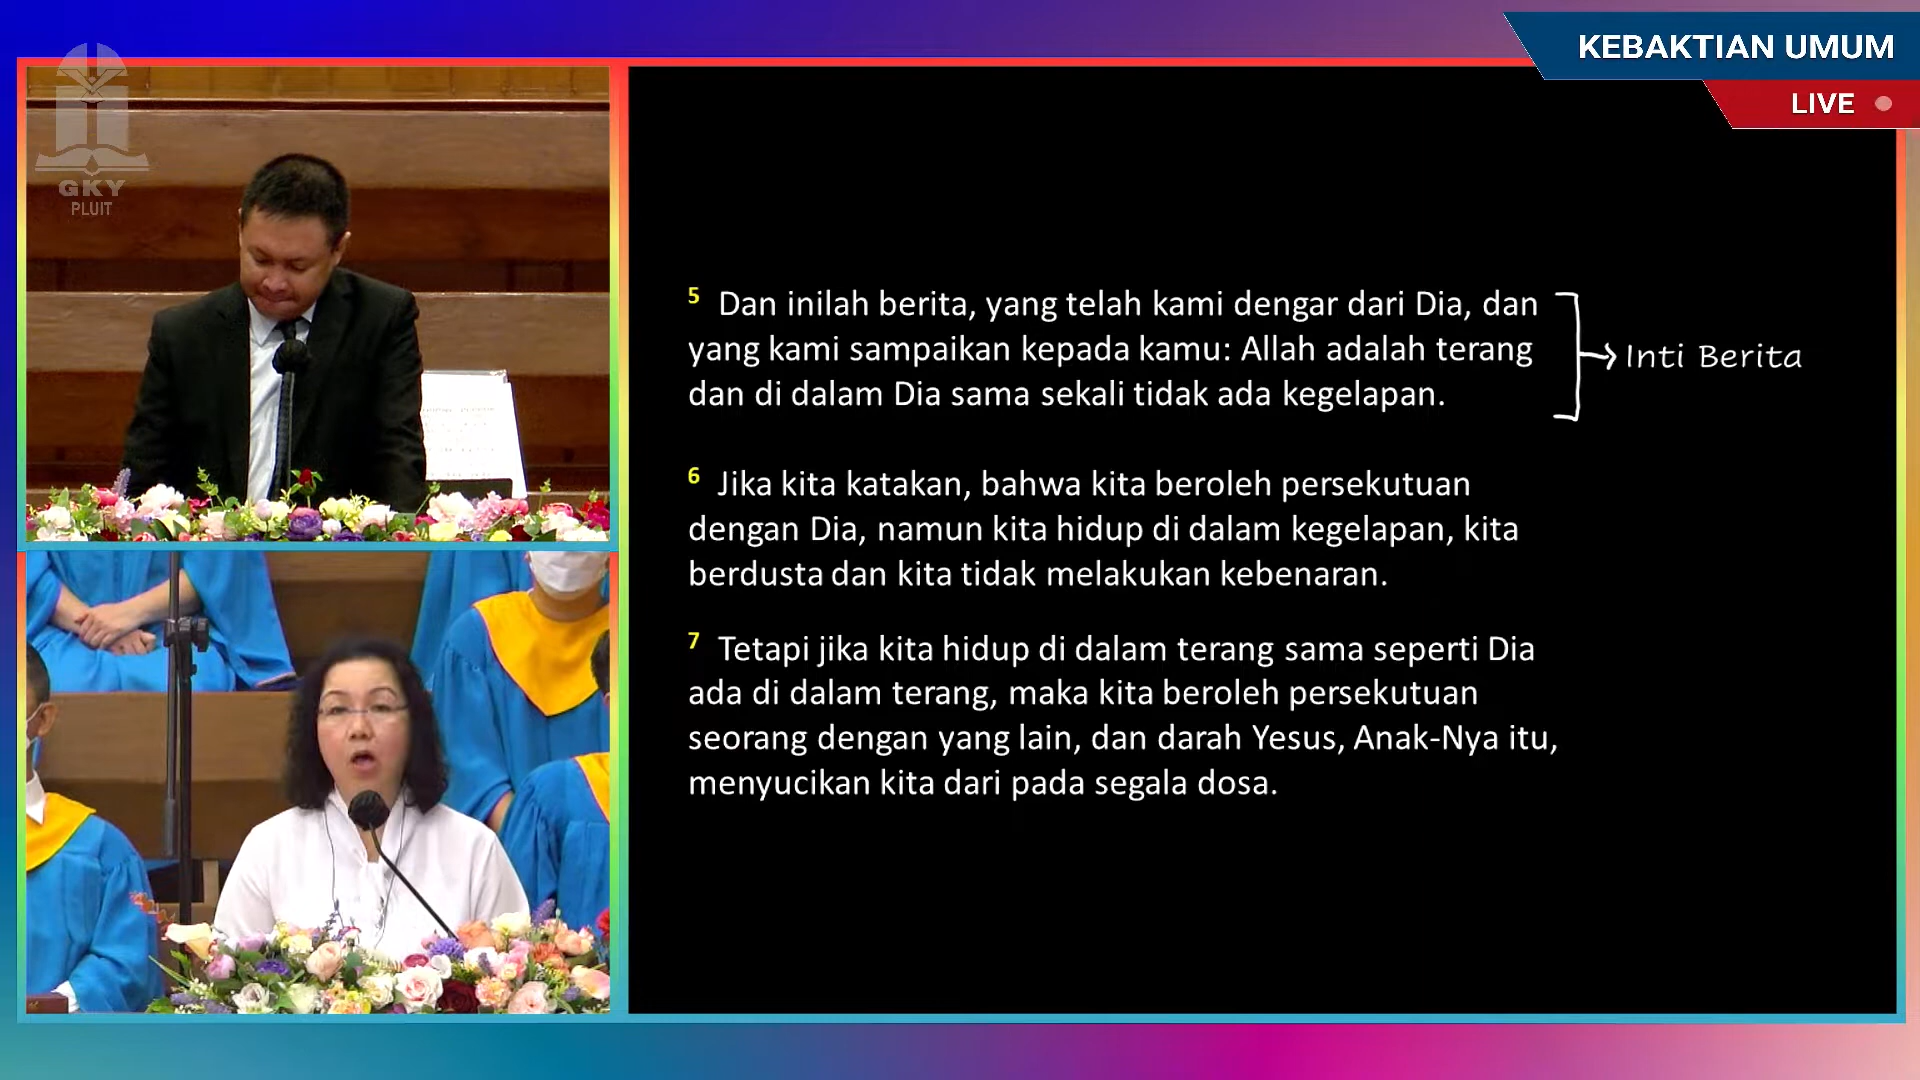 KEBAKTIAN UMUM
LIVE
GKY
PLUIT
5 Dan inilah berita, yang telah kami dengar dari Dia, dan
yang kami sampaikan kepada kamu: Allah adalah terang
dan di dalam Dia sama sekali tidak ada kegelapan.
Inti Berita
6 Jika kita katakan, bahwa kita beroleh persekutuan
dengan Dia, namun kita hidup di dalam kegelapan, kita
berdusta dan kita tidak melakukan kebenaran.
7 Tetapi jika kita hidup di dalam terang sama seperti Dia
ada di dalam terang, maka kita beroleh persekutuan
seorang dengan yang lain, dan darah Yesus, Anak-Nya itu,
menyucikan kita dari pada segala dosa.